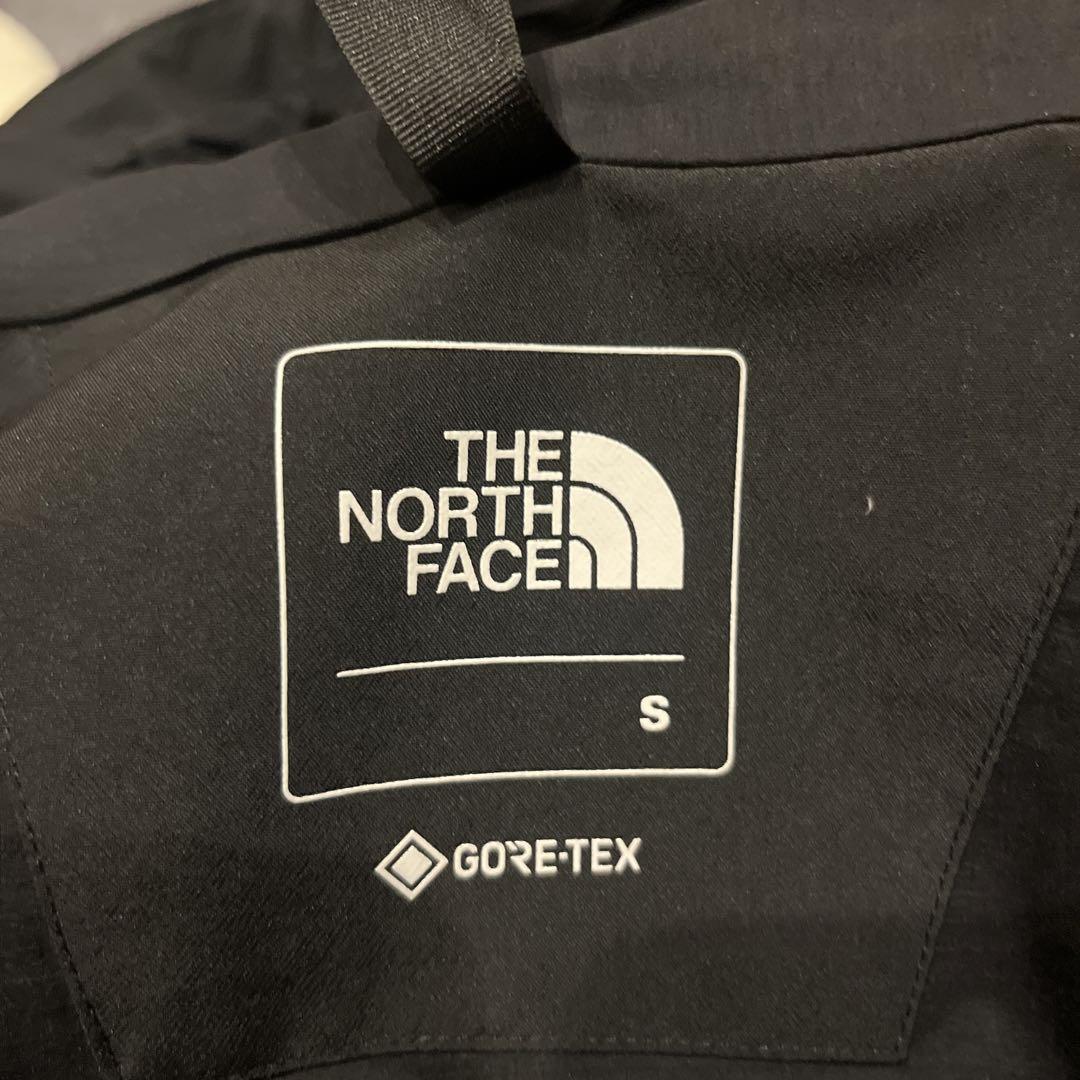 THE
NORTH
FACE
S
GORE-TEX